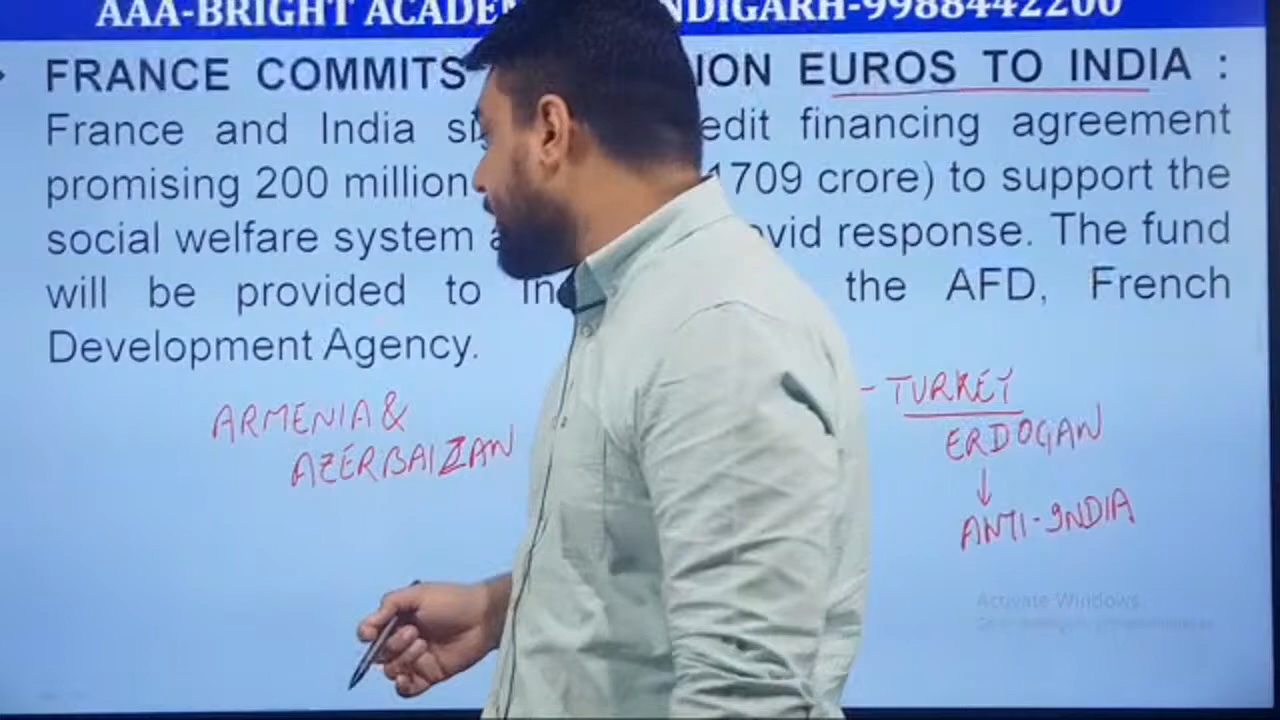 AAA-BRIGHT ACADE NDIGARH-9988442200
FRANCE COMMITS ION EUROS TO INDIA :
France and India si edit financing agreement
promising 200 million 1709 crore) to support the
social welfare system a vid response. The fund
will be provided to In the AFD, French
Development Agency.
ARMENIA &
AZERBAIZAN
- TURKEY
ERDOGAN
↓
ANTI-INDIA
Activate Windows